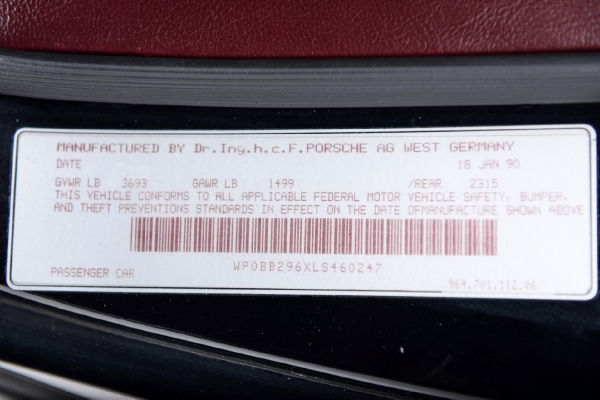 MANUFACTURED BY Dr.Ing.h.c.F.PORSCHE AG WEST GERMANY
DATE 18 JAN 90
GVWR LB 3693 GAWR LB 1499 /REAR 2315
THIS VEHICLE CONFORMS TO ALL APPLICABLE FEDERAL MOTOR VEHICLE SAFETY, BUMPER,
AND THEFT PREVENTIONS STANDARDS IN EFFECT ON THE DATE OFMANUFACTURE SHOWN ABOVE
WP0BB296XLS460247
PASSENGER CAR
964.701.112.06